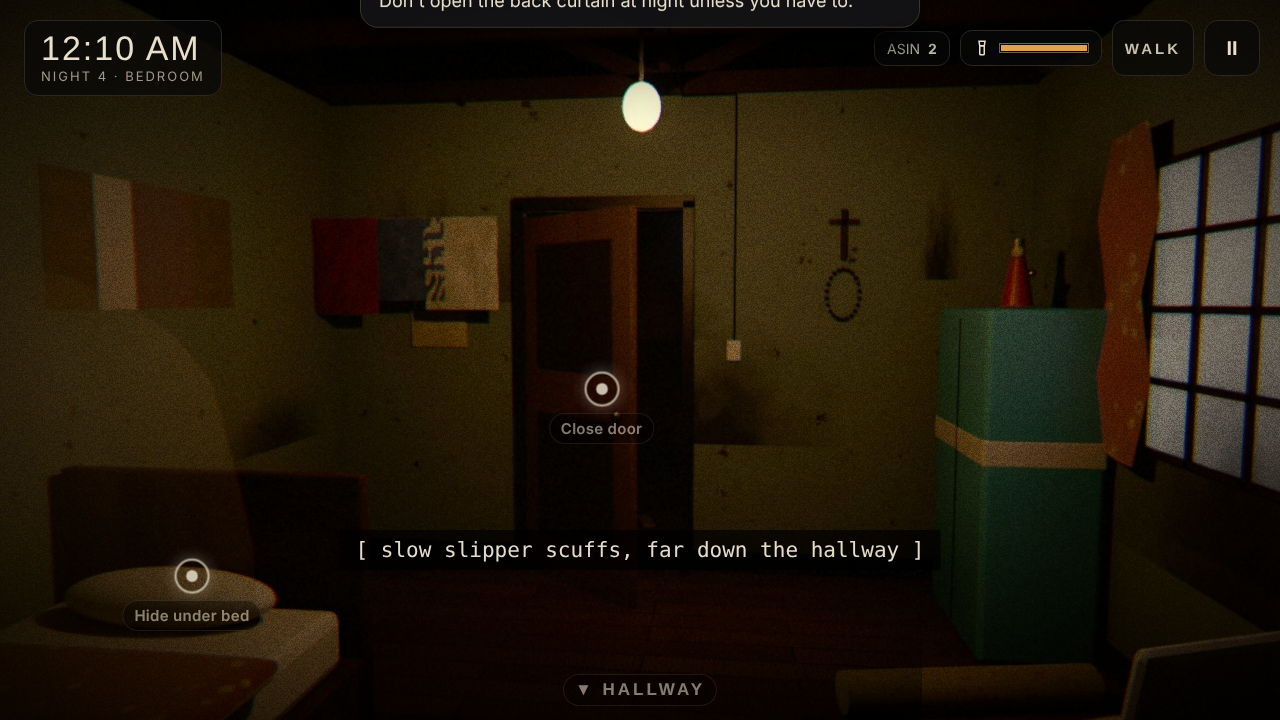 Don't open the back curtain at night unless you have to.
12:10 AM
NIGHT 4 · BEDROOM
ASIN 2
WALK
Close door
[ slow slipper scuffs, far down the hallway ]
Hide under bed
▼ HALLWAY